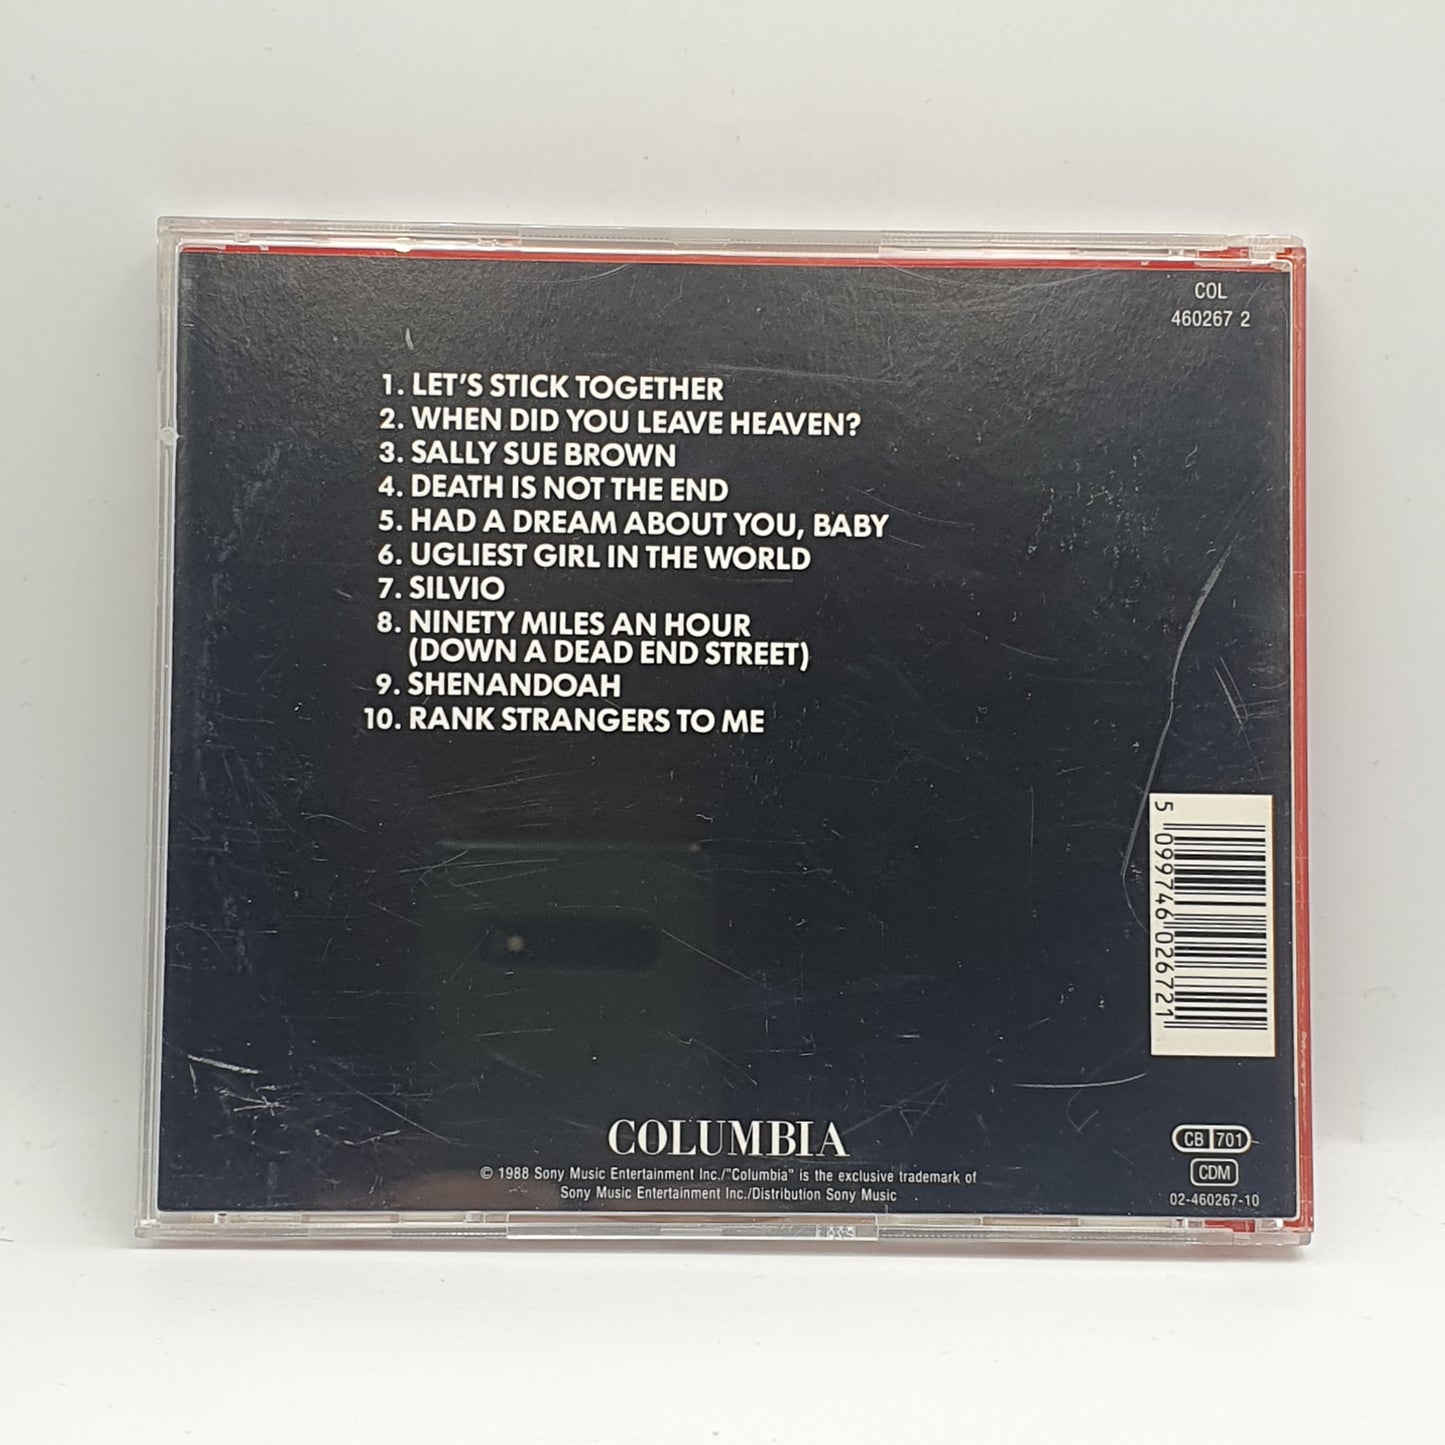 COL
460267 2
1. LET'S STICK TOGETHER
2. WHEN DID YOU LEAVE HEAVEN?
3. SALLY SUE BROWN
4. DEATH IS NOT THE END
5. HAD A DREAM ABOUT YOU, BABY
6. UGLIEST GIRL IN THE WORLD
7. SILVIO
8. NINETY MILES AN HOUR
(DOWN A DEAD END STREET)
9. SHENANDOAH
10. RANK STRANGERS TO ME
5 099746 026721
COLUMBIA
© 1988 Sony Music Entertainment Inc./"Columbia" is the exclusive trademark of
Sony Music Entertainment Inc./Distribution Sony Music
CB 701
CDM
02-460267-10